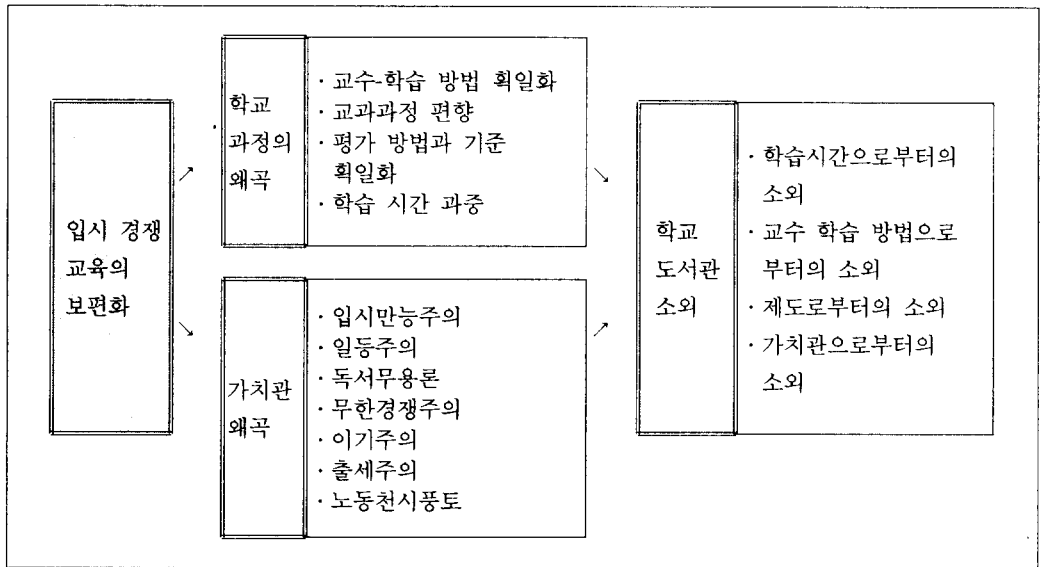 입시 경쟁
교육의
보편화
학교
과정의
왜곡
· 교수-학습 방법 획일화
· 교과과정 편향
· 평가 방법과 기준
획일화
· 학습 시간 과중
가치관
왜곡
· 입시만능주의
· 일등주의
· 독서무용론
· 무한경쟁주의
· 이기주의
· 출세주의
· 노동천시풍토
학교
도서관
소외
· 학습시간으로부터의
소외
· 교수 학습 방법으로
부터의 소외
· 제도로부터의 소외
· 가치관으로부터의
소외